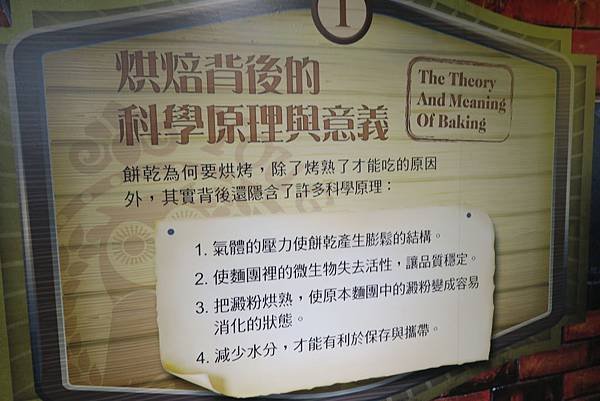 1
烘焙背後的
科學原理與意義
The Theory
And Meaning
Of Baking
餅乾為何要烘烤，除了烤熟了才能吃的原因
外，其實背後還隱含了許多科學原理：
1. 氣體的壓力使餅乾產生膨鬆的結構。
2. 使麵團裡的微生物失去活性，讓品質穩定。
3. 把澱粉烘熟，使原本麵團中的澱粉變成容易
消化的狀態。
4. 減少水分，才能有利於保存與攜帶。